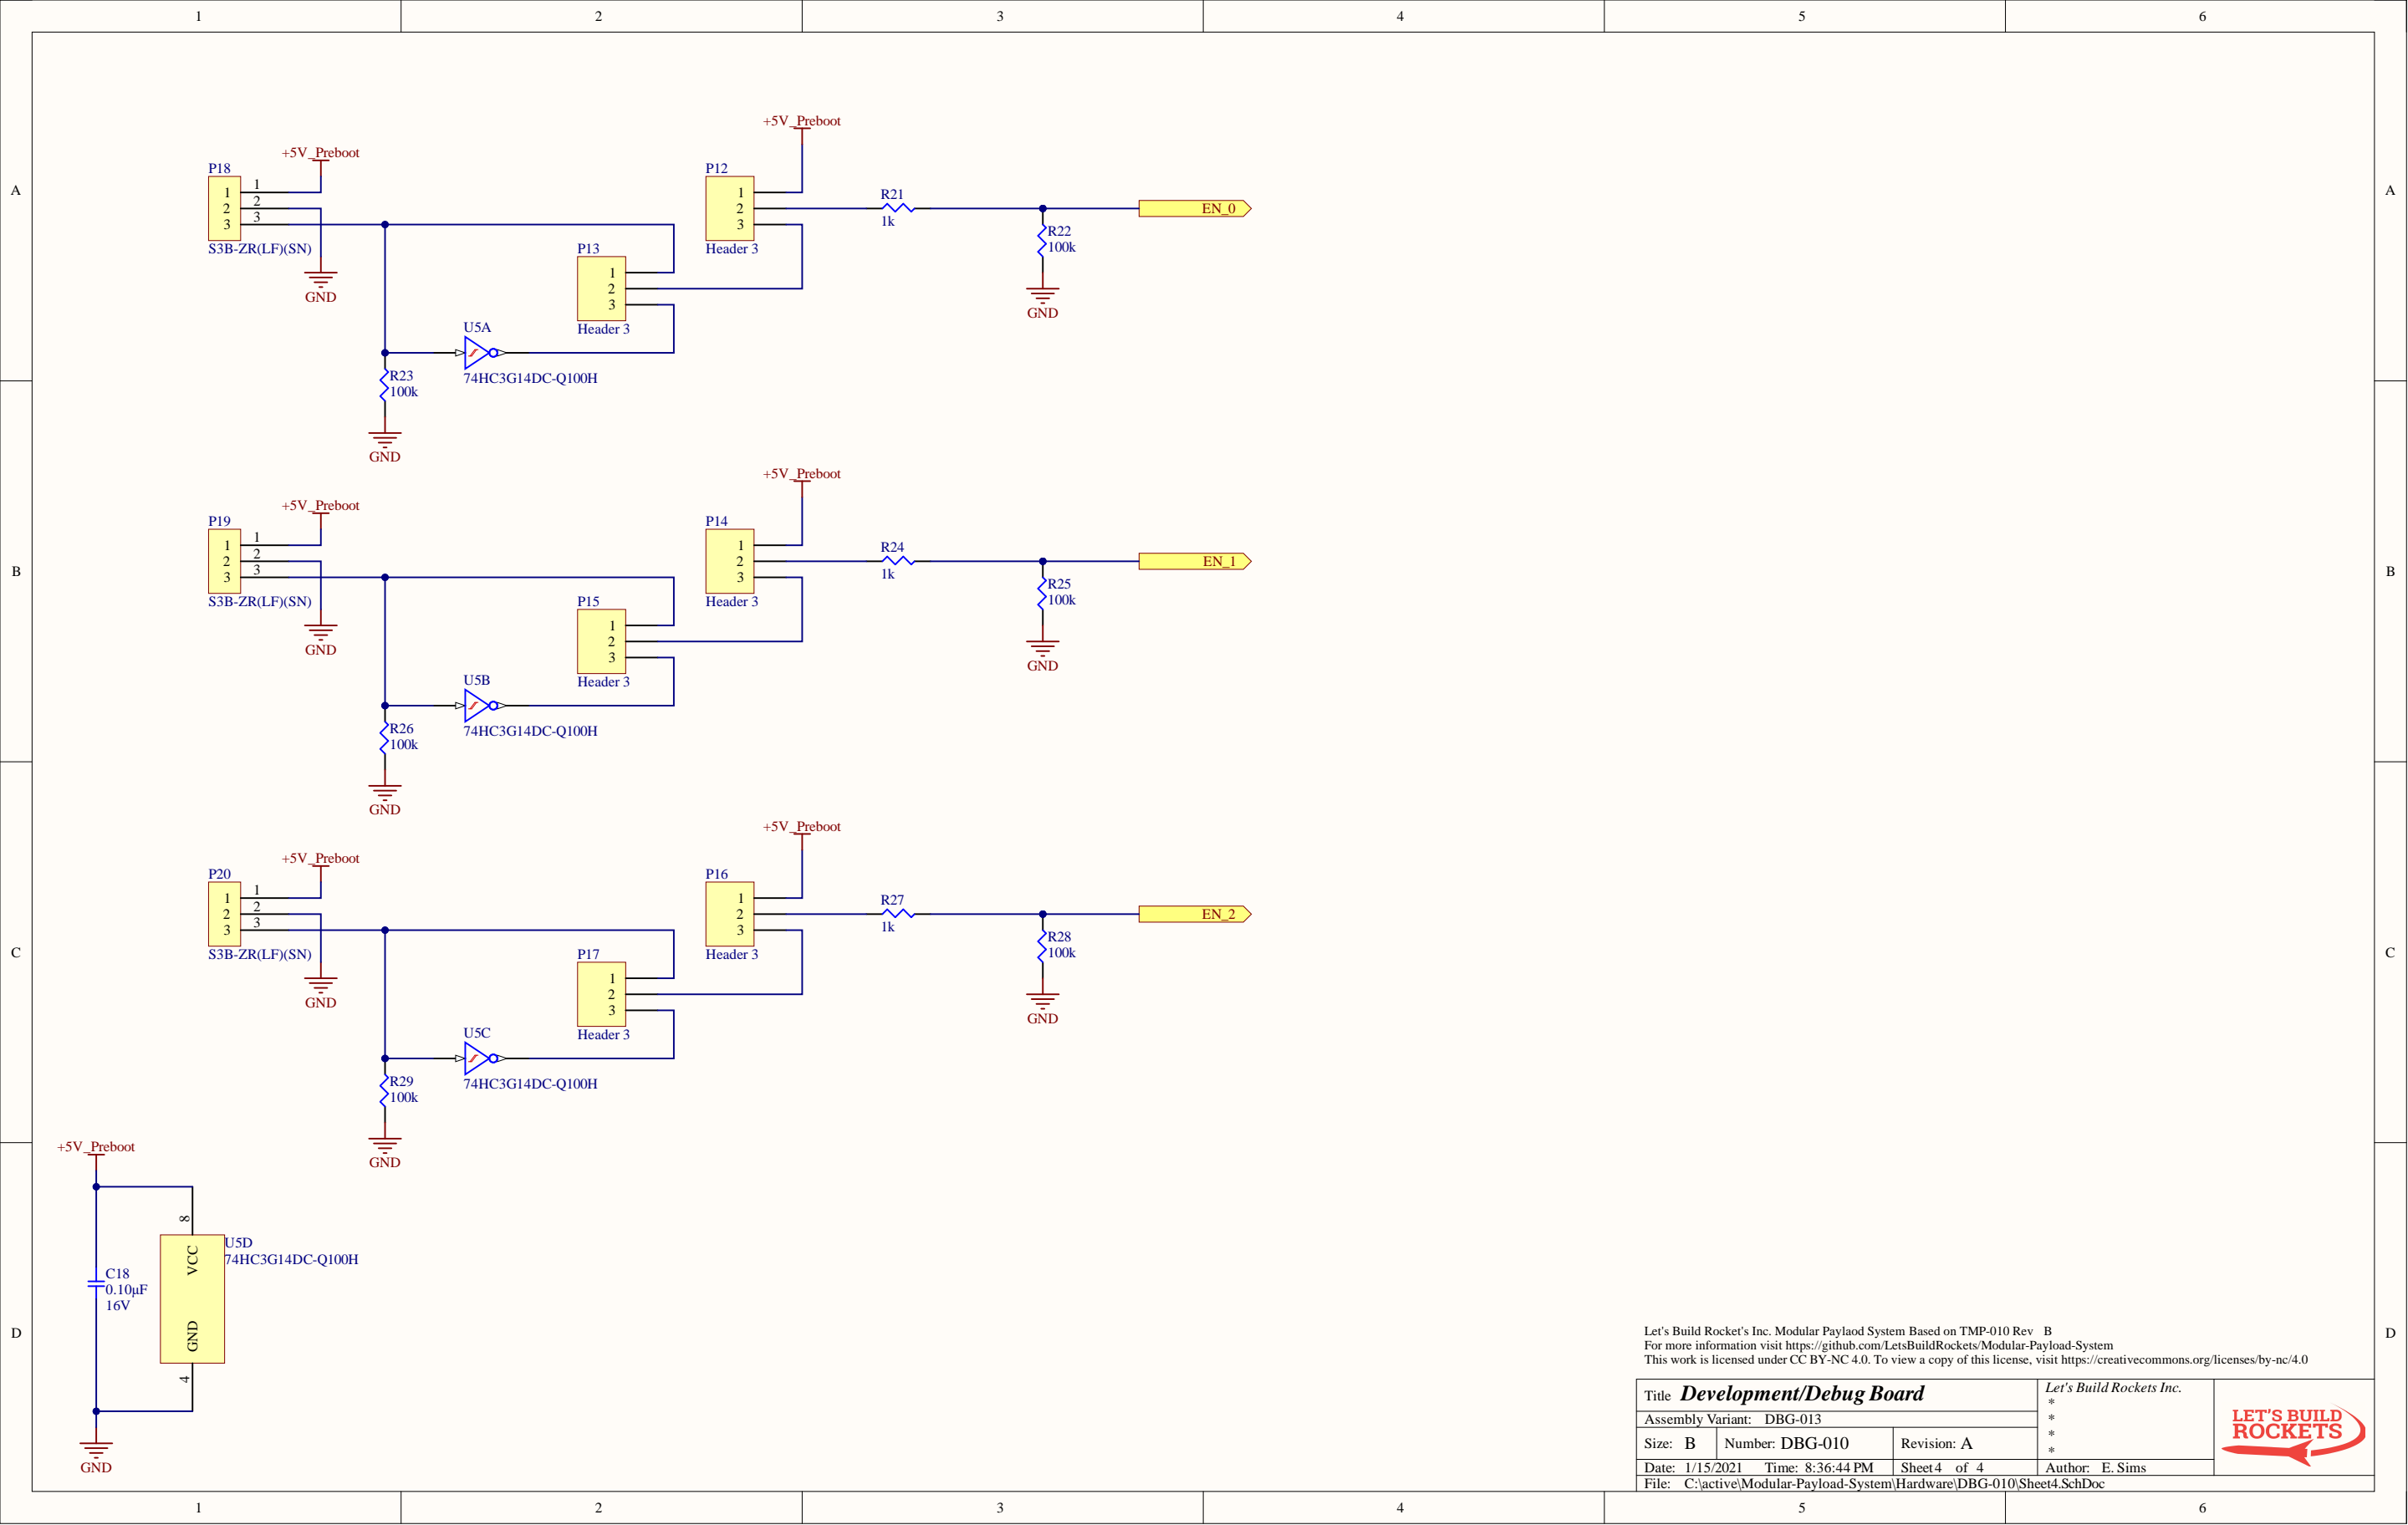 1 2 3 4 5 6
A A
B B
C C
D D
+5V_Preboot
P18
1 1
2 2
3 3
S3B-ZR(LF)(SN)
GND
+5V_Preboot
P12
1
2
3
Header 3
R21
1k
EN_0
R22
100k
GND
P13
1
2
3
Header 3
U5A
74HC3G14DC-Q100H
R23
100k
GND
+5V_Preboot
P19
1 1
2 2
3 3
S3B-ZR(LF)(SN)
GND
+5V_Preboot
P14
1
2
3
Header 3
R24
1k
EN_1
R25
100k
GND
P15
1
2
3
Header 3
U5B
74HC3G14DC-Q100H
R26
100k
GND
+5V_Preboot
P20
1 1
2 2
3 3
S3B-ZR(LF)(SN)
GND
+5V_Preboot
P16
1
2
3
Header 3
R27
1k
EN_2
R28
100k
GND
P17
1
2
3
Header 3
U5C
74HC3G14DC-Q100H
R29
100k
GND
+5V_Preboot
8
VCC
GND
4
U5D
74HC3G14DC-Q100H
C18
0.10µF
16V
GND
Let's Build Rocket's Inc. Modular Paylaod System Based on TMP-010 Rev B
For more information visit https://github.com/LetsBuildRockets/Modular-Payload-System
This work is licensed under CC BY-NC 4.0. To view a copy of this license, visit https://creativecommons.org/licenses/by-nc/4.0
Title Development/Debug Board
Assembly Variant: DBG-013
Size: B Number: DBG-010 Revision: A
Date: 1/15/2021 Time: 8:36:44 PM Sheet 4 of 4
File: C:\active\Modular-Payload-System\Hardware\DBG-010\Sheet4.SchDoc
Let's Build Rockets Inc.
*
*
*
*
Author: E. Sims
LET'S BUILD
ROCKETS
1 2 3 4 5 6